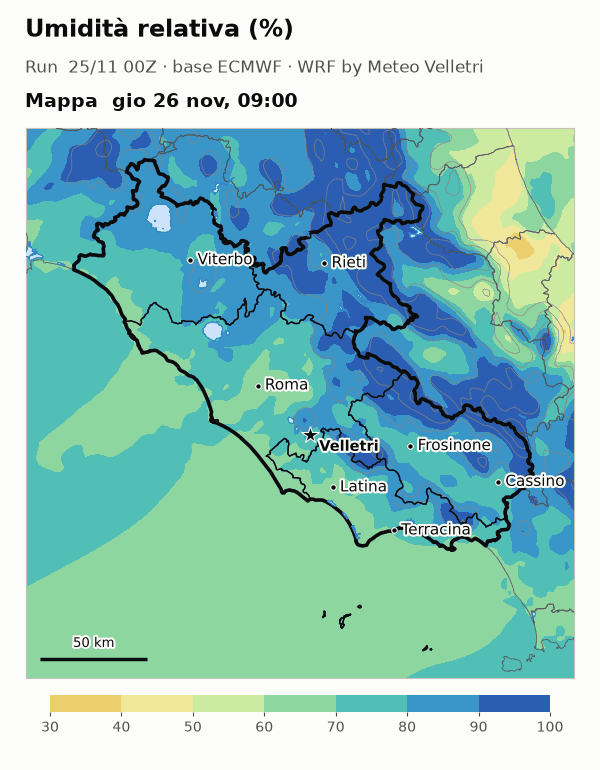 Umidità relativa (%)
Run  25/11 00Z · base ECMWF · WRF by Meteo Velletri
Mappa  gio 26 nov, 09:00
Viterbo
Rieti
Roma
Velletri
Frosinone
Cassino
Latina
Terracina
50 km
30 40 50 60 70 80 90 100